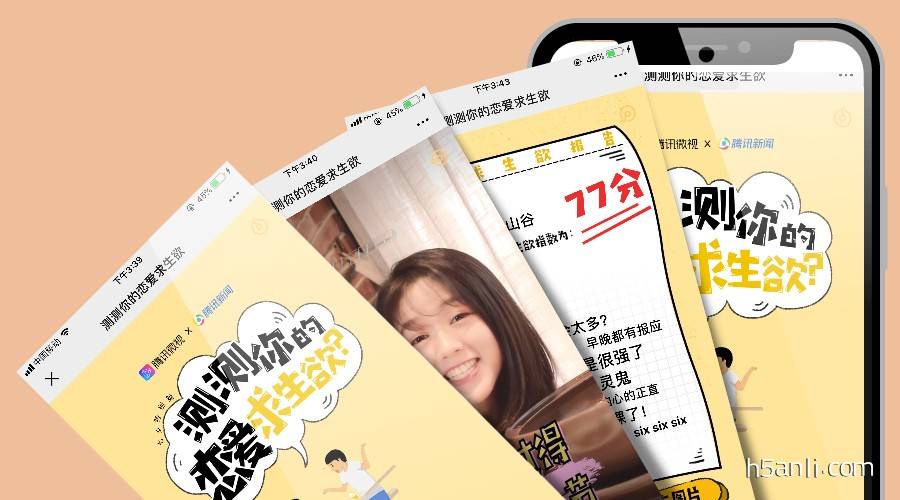 中国移动
下午3:39
45%
测测你的恋爱求生欲
腾讯微视 × 腾讯新闻
测测你的
恋爱求生欲?
下午3:40
45%
测你的恋爱求生欲
下午3:43
46%
测你的恋爱求生欲
求生欲报告
77分
山谷
生欲指数为:
太多?
早晚都有报应
是很强了
灵鬼
心的正直
课了!
six six six
图片
测测你的恋爱求生欲
腾讯微视 × 腾讯新闻
测你的
求生欲?
h5anli.com